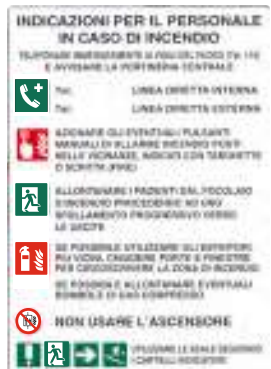 INDICAZIONI PER IL PERSONALE
IN CASO DI INCENDIO
TELEFONARE IMMEDIATAMENTE AI VIGILI DEL FUOCO
E AVVISARE LA PORTINERIA CENTRALE
Tel. LINEA DIRETTA INTERNA
Tel. LINEA DIRETTA ESTERNA
AZIONARE GLI EVENTUALI PULSANTI
MANUALI DI ALLARME INCENDIO POSTI
NELLE VICINANZE, INDICATI CON TARGHETTE
O SCRITTA
ALLONTANARE I PAZIENTI DAL FOCOLAIO
D'INCENDIO PROCEDENDO AD UNO
SFOLLAMENTO PROGRESSIVO VERSO
LE USCITE
SE POSSIBILE UTILIZZARE GLI ESTINTORI
PIU' VICINI, CHIUDERE PORTE E FINESTRE
PER CIRCOSCRIVERE LA ZONA DI INCENDIO
SE POSSIBILE ALLONTANARE EVENTUALI
BOMBOLE DI GAS COMPRESSO
NON USARE L'ASCENSORE
UTILIZZARE LE SCALE SEGUENDO
I CARTELLI INDICATORI